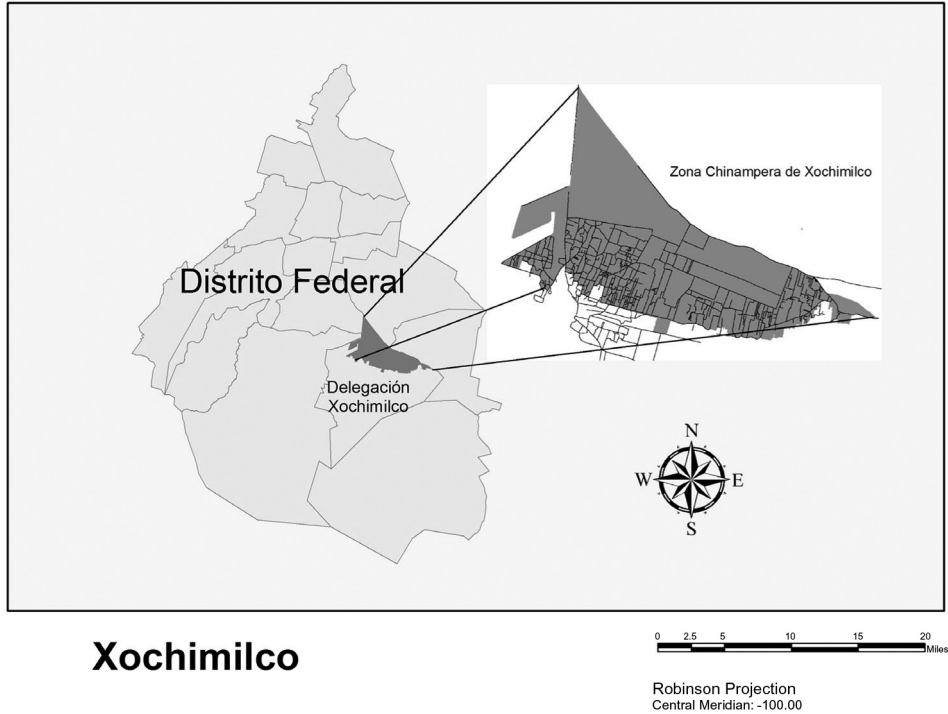 Zona Chinampera de Xochimilco
Distrito Federal
Delegación
Xochimilco
N
W E
S
Xochimilco
0 2.5 5 10 15 20
Miles
Robinson Projection
Central Meridian: -100.00